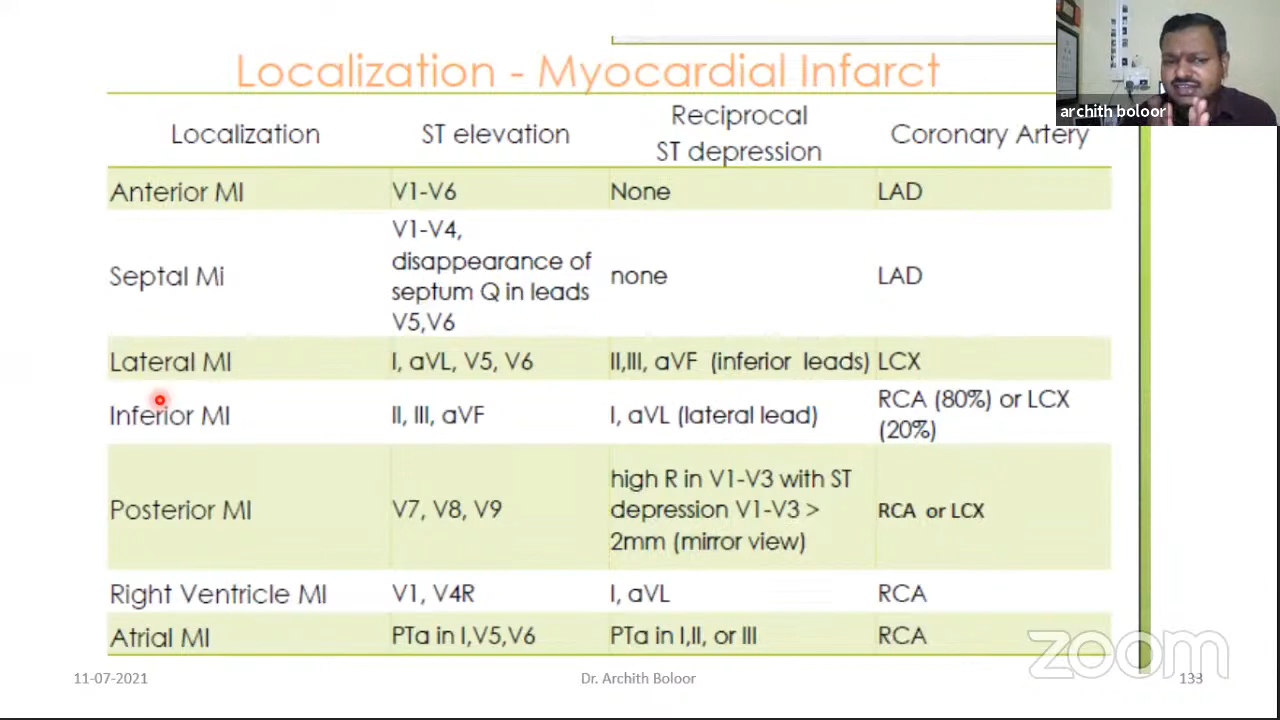 Localization - Myocardial Infarct
archith boloor
Localization ST elevation Reciprocal ST depression Coronary Artery
Anterior MI V1-V6 None LAD
Septal Mi V1-V4, disappearance of septum Q in leads V5,V6 none LAD
Lateral MI I, aVL, V5, V6 II,III, aVF (inferior leads) LCX
Inferior MI II, III, aVF I, aVL (lateral lead) RCA (80%) or LCX (20%)
Posterior MI V7, V8, V9 high R in V1-V3 with ST depression V1-V3 > 2mm (mirror view) RCA or LCX
Right Ventricle MI V1, V4R I, aVL RCA
Atrial MI PTa in I,V5,V6 PTa in I,II, or III RCA
zoom
11-07-2021 Dr. Archith Boloor 133